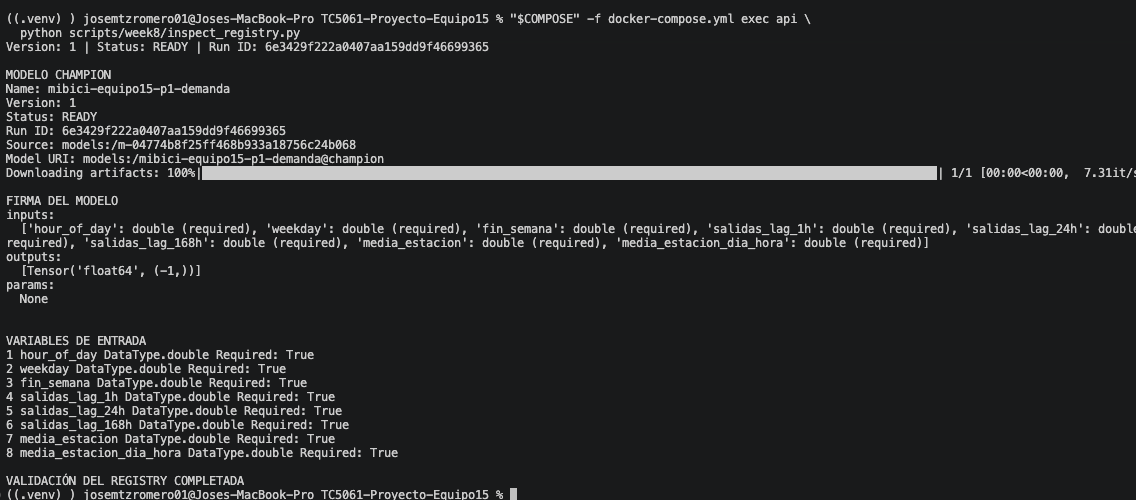 ((.venv) ) josemtzromero01@Joses-MacBook-Pro TC5061-Proyecto-Equipo15 % "$COMPOSE" -f docker-compose.yml exec api \
  python scripts/week8/inspect_registry.py
Version: 1 | Status: READY | Run ID: 6e3429f222a0407aa159dd9f46699365
MODELO CHAMPION
Name: mibici-equipo15-p1-demanda
Version: 1
Status: READY
Run ID: 6e3429f222a0407aa159dd9f46699365
Source: models:/m-04774b8f25ff468b933a18756c24b068
Model URI: models:/mibici-equipo15-p1-demanda@champion
Downloading artifacts: 100%| | 1/1 [00:00<00:00,  7.31it/s
FIRMA DEL MODELO
inputs:
  ['hour_of_day': double (required), 'weekday': double (required), 'fin_semana': double (required), 'salidas_lag_1h': double (required), 'salidas_lag_24h': double
required), 'salidas_lag_168h': double (required), 'media_estacion': double (required), 'media_estacion_dia_hora': double (required)]
outputs:
  [Tensor('float64', (-1,))]
params:
  None
VARIABLES DE ENTRADA
1 hour_of_day DataType.double Required: True
2 weekday DataType.double Required: True
3 fin_semana DataType.double Required: True
4 salidas_lag_1h DataType.double Required: True
5 salidas_lag_24h DataType.double Required: True
6 salidas_lag_168h DataType.double Required: True
7 media_estacion DataType.double Required: True
8 media_estacion_dia_hora DataType.double Required: True
VALIDACIÓN DEL REGISTRY COMPLETADA
((.venv) ) josemtzromero01@Joses-MacBook-Pro TC5061-Proyecto-Equipo15 %